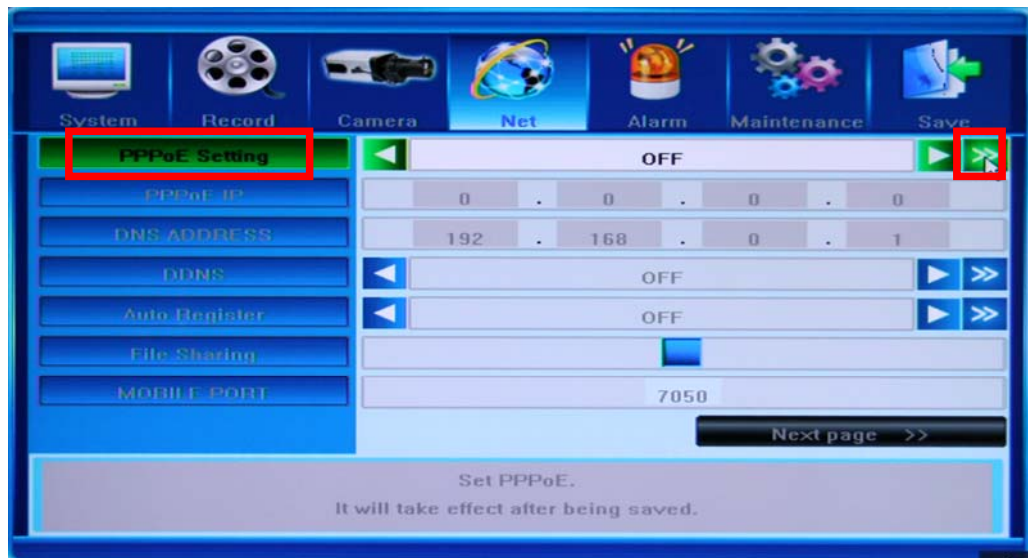 System Record Camera Net Alarm Maintenance Save
PPPoE Setting OFF >>
PPPoE IP 0 . 0 . 0 . 0
DNS ADDRESS 192 . 168 . 0 . 1
DDNS OFF >>
Auto Register OFF >>
File Sharing
MOBILE PORT 7050
Next page >>
Set PPPoE.
It will take effect after being saved.